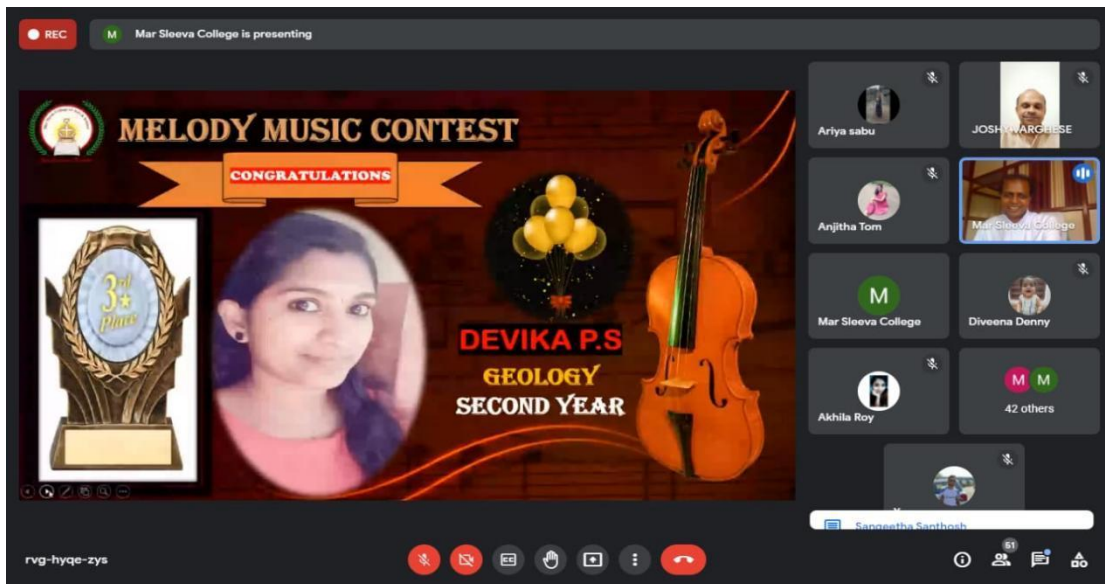 REC
M
Mar Sleeva College is presenting
MELODY MUSIC CONTEST
CONGRATULATIONS
3rd
Place
DEVIKA P.S
GEOLOGY
SECOND YEAR
Ariya sabu
JOSHY VARGHESE
Anjitha Tom
Mar Sleeva College
M
Mar Sleeva College
Diveena Denny
Akhila Roy
M M
42 others
Sangeetha Santhosh
rvg-hyqe-zys
CC
51